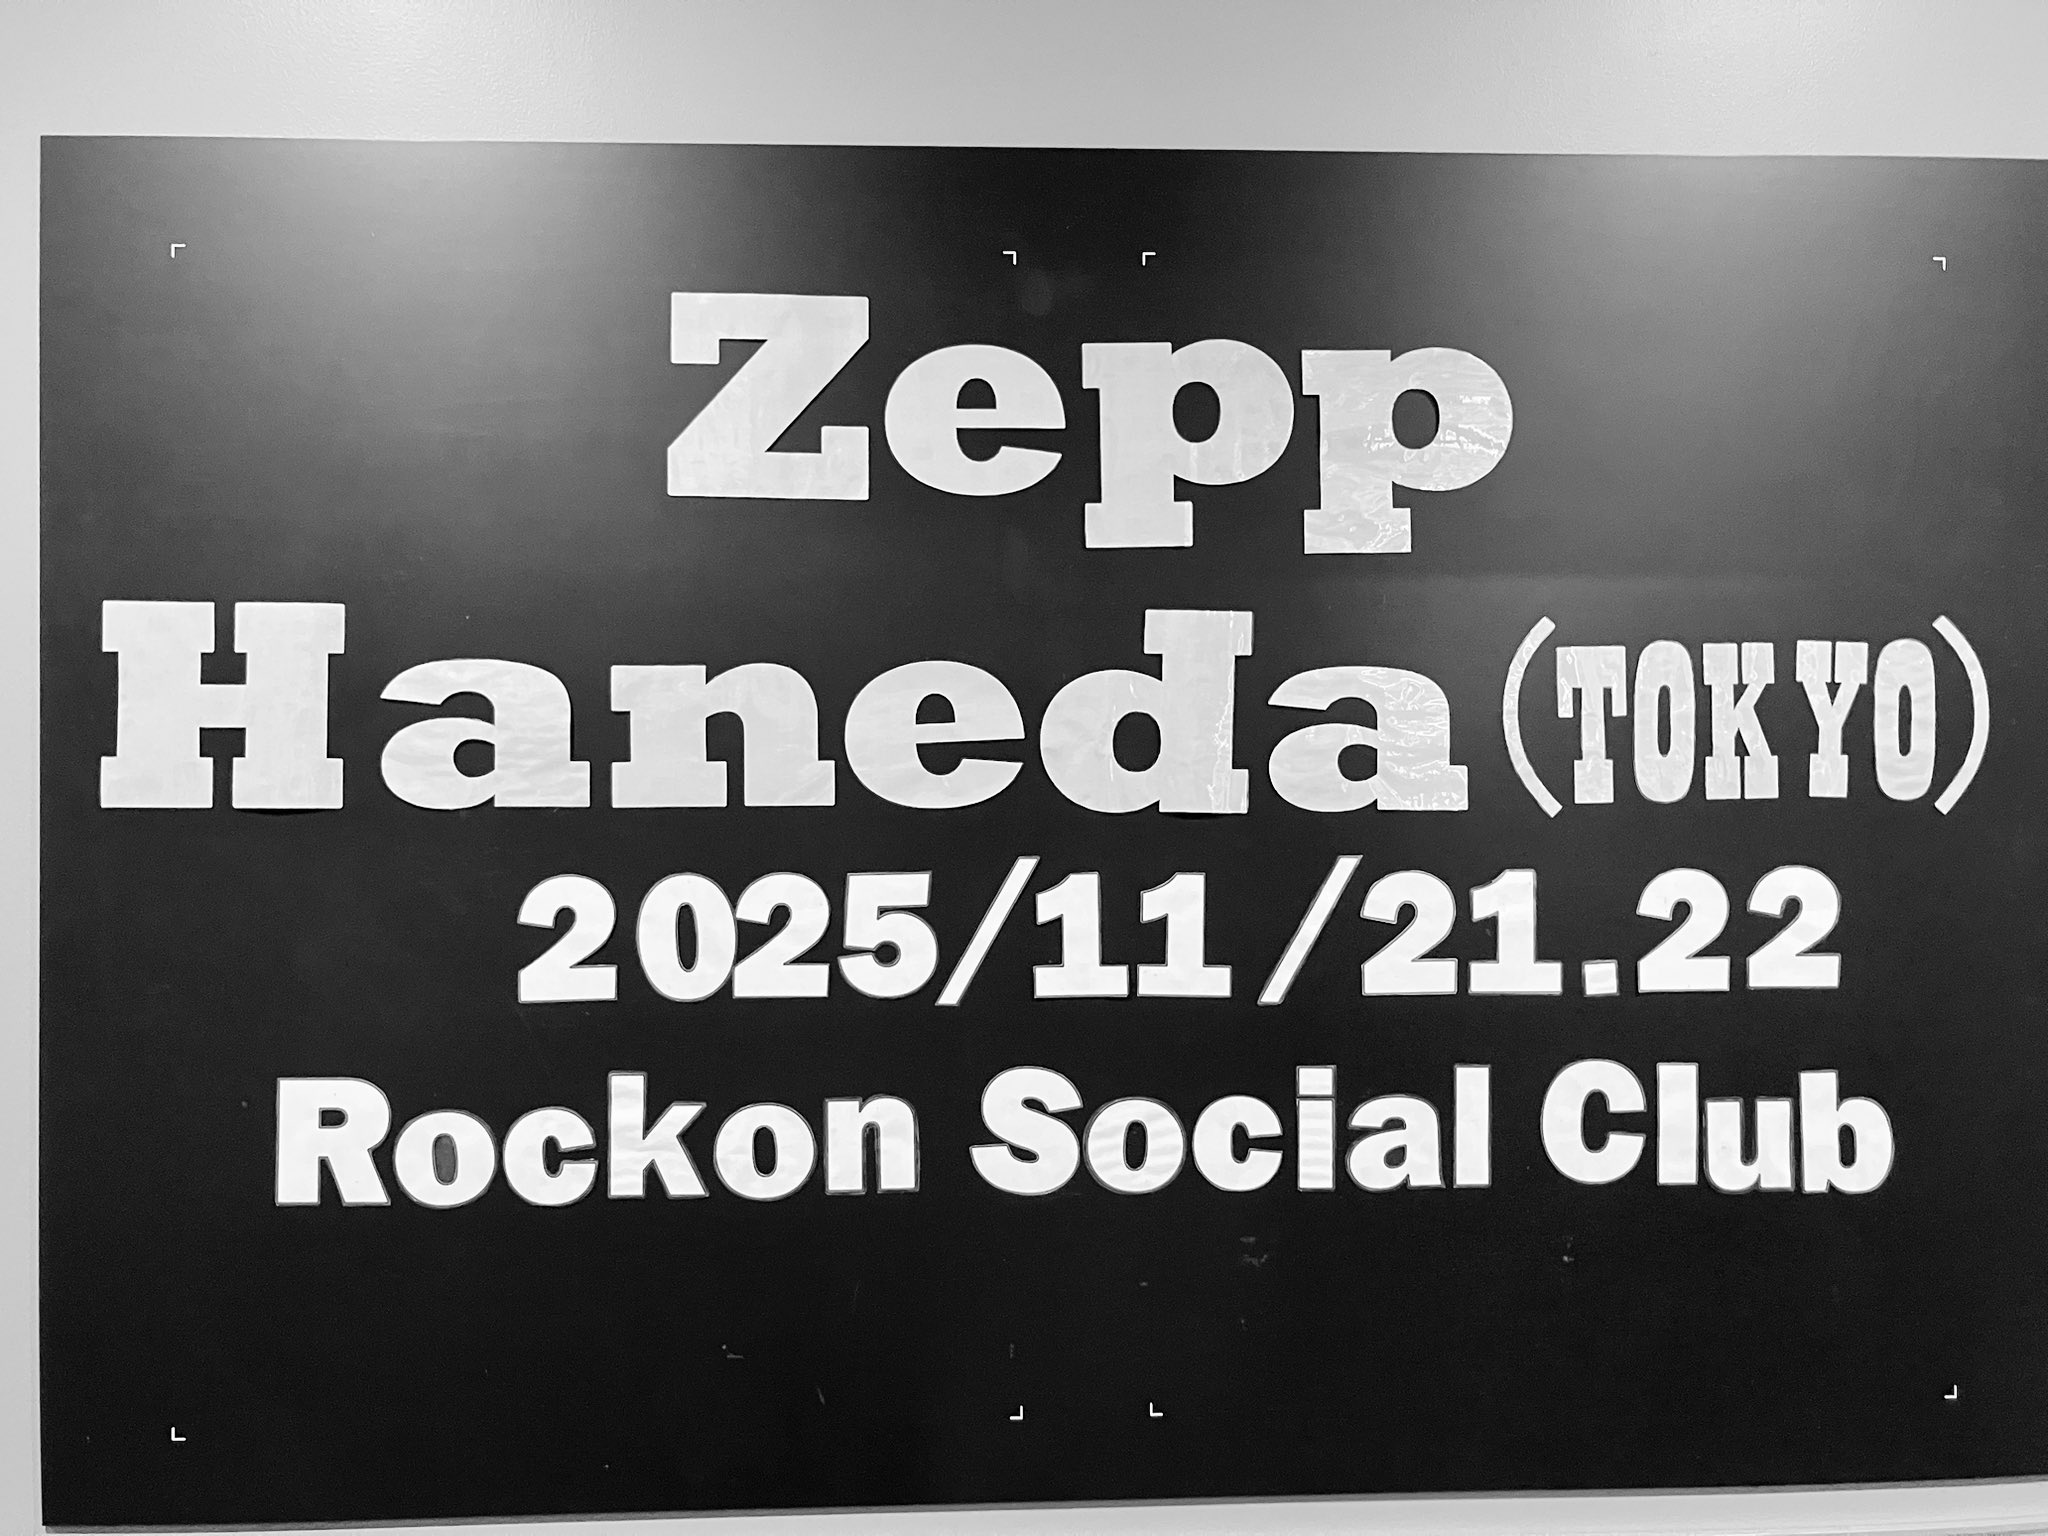 Zepp
Haneda (TOKYO)
2025/11/21.22
Rockon Social Club